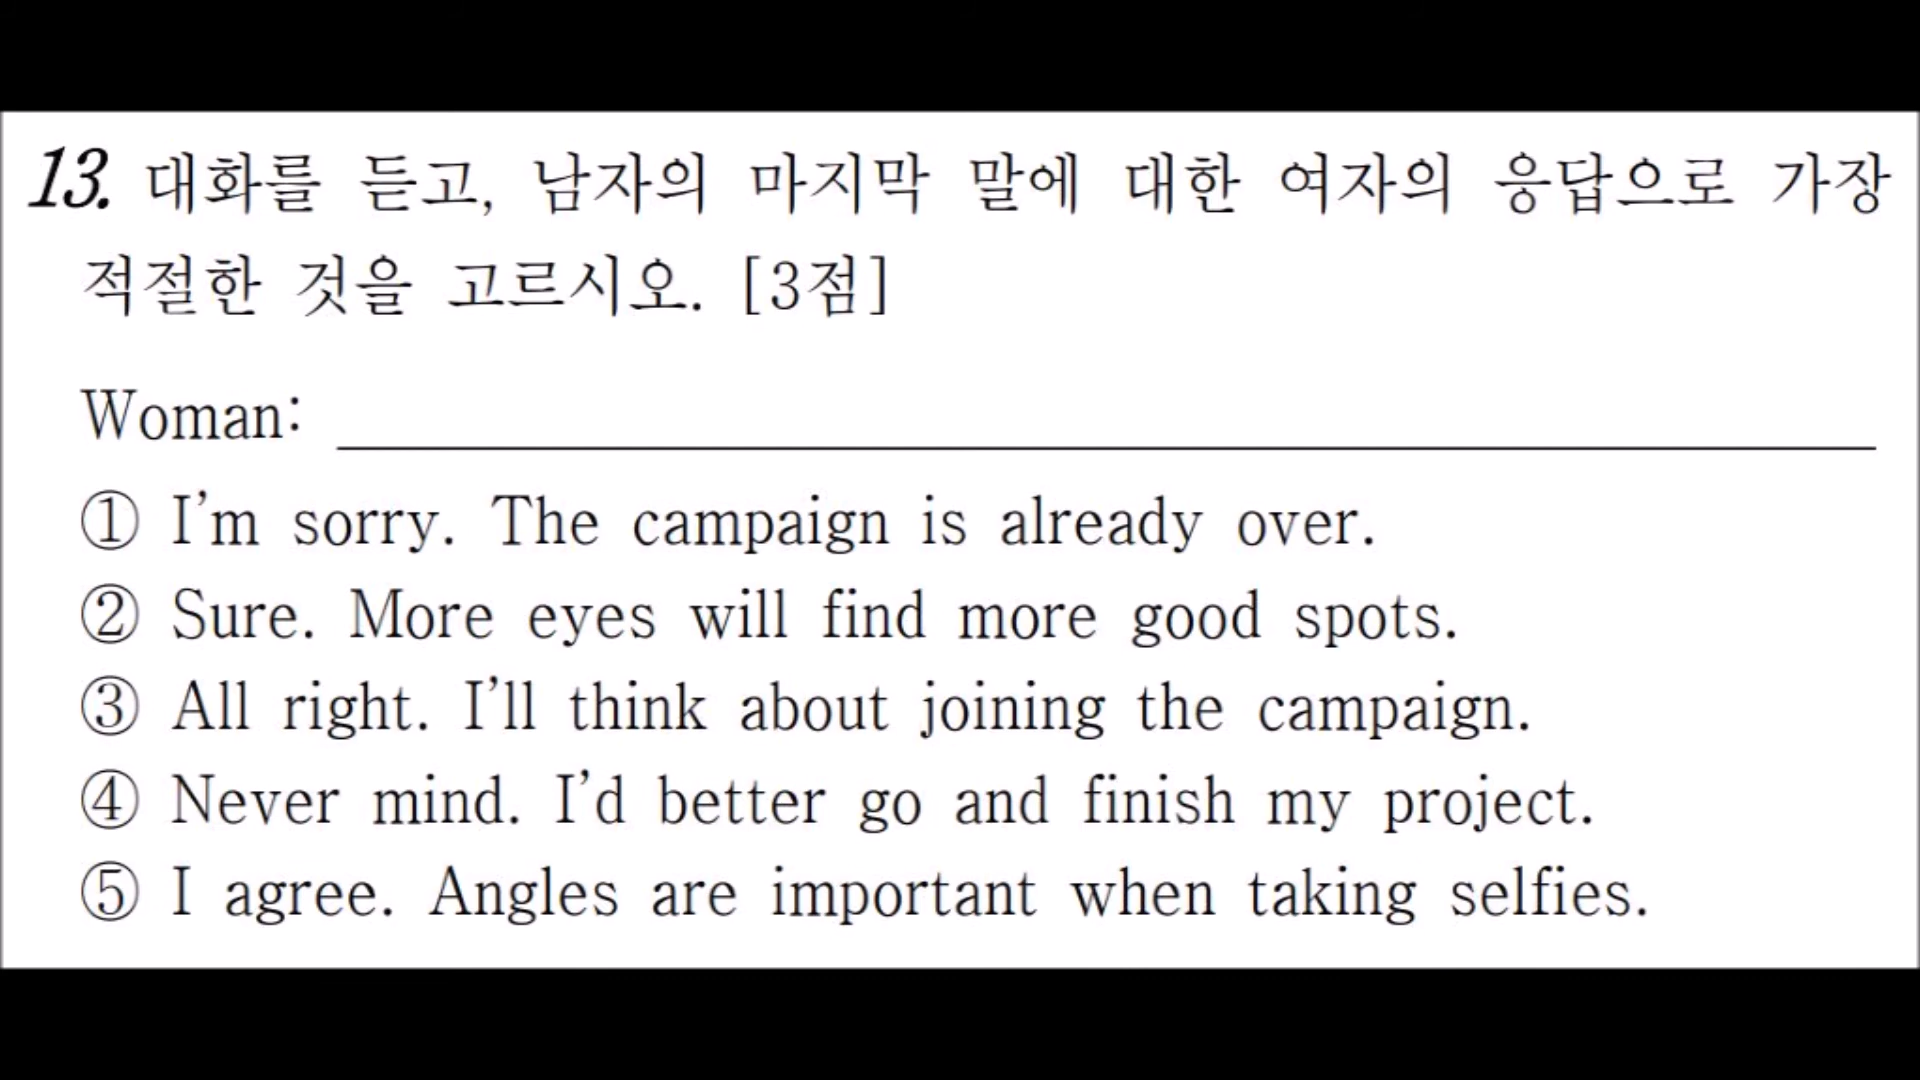 13. 대화를 듣고, 남자의 마지막 말에 대한 여자의 응답으로 가장
적절한 것을 고르시오. [3점]
Woman:
① I'm sorry. The campaign is already over.
② Sure. More eyes will find more good spots.
③ All right. I'll think about joining the campaign.
④ Never mind. I'd better go and finish my project.
⑤ I agree. Angles are important when taking selfies.